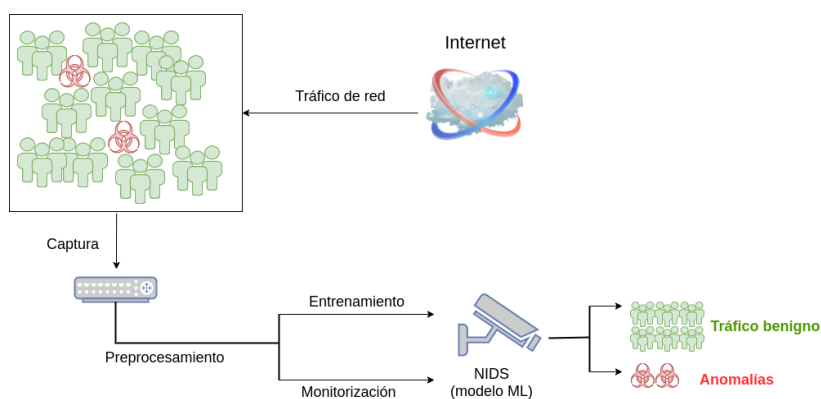 Internet
Tráfico de red
Captura
Entrenamiento
Preprocesamiento
Monitorización
NIDS
(modelo ML)
Tráfico benigno
Anomalías